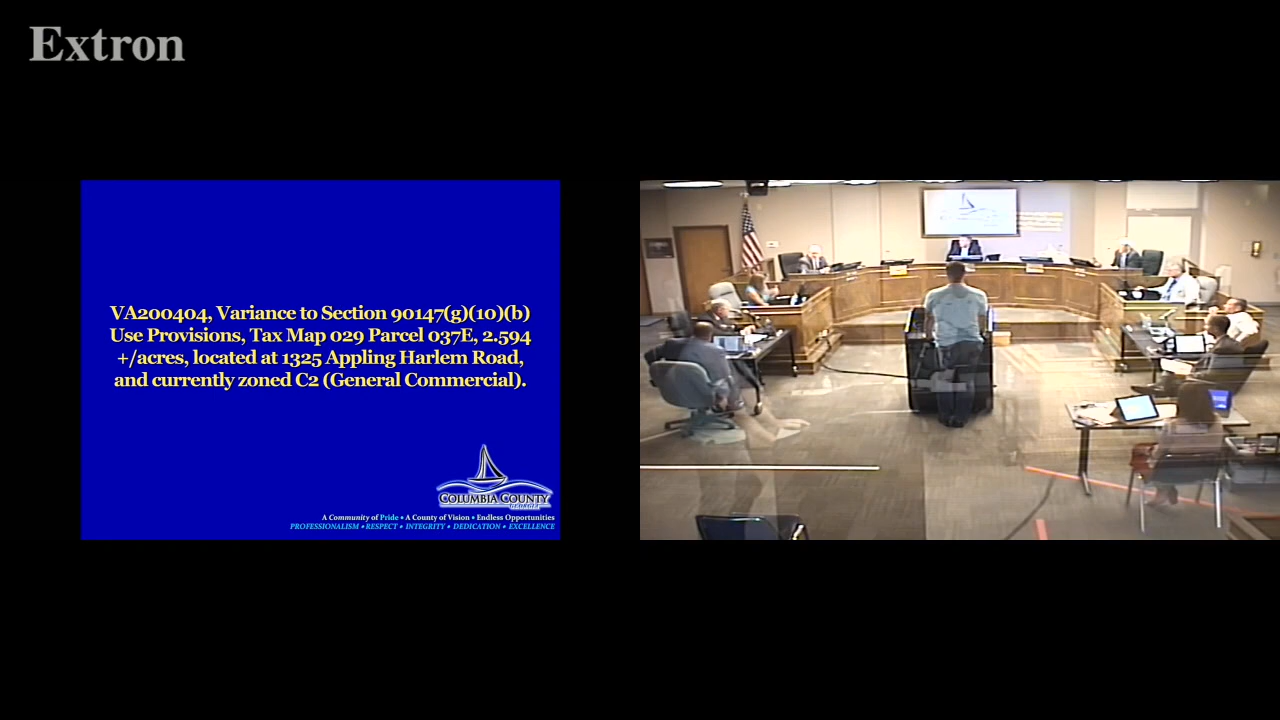 Extron
VA200404, Variance to Section 90147(g)(10)(b)
Use Provisions, Tax Map 029 Parcel 037E, 2.594
+/acres, located at 1325 Appling Harlem Road,
and currently zoned C2 (General Commercial).
COLUMBIA COUNTY
GEORGIA
A Community of Pride • A County of Vision • Endless Opportunities
PROFESSIONALISM • RESPECT • INTEGRITY • DEDICATION • EXCELLENCE